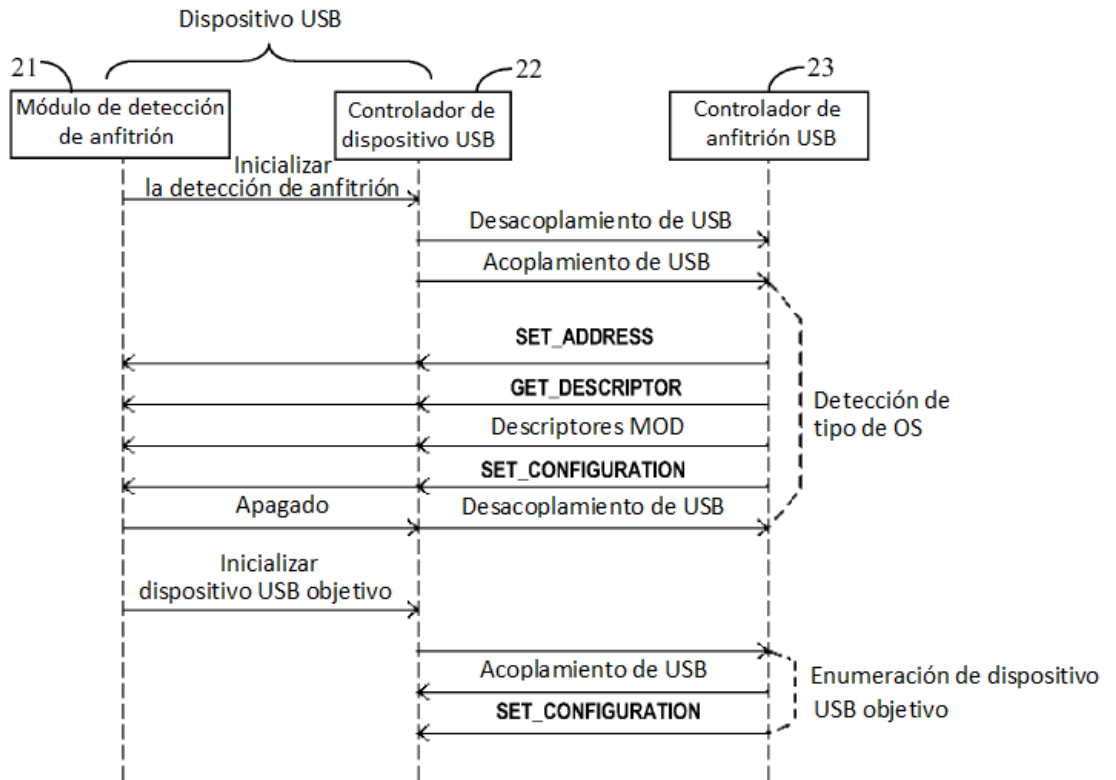 Dispositivo USB
21
22
23
Módulo de detección
de anfitrión
Controlador de
dispositivo USB
Controlador de
anfitrión USB
Inicializar
la detección de anfitrión
Desacoplamiento de USB
Acoplamiento de USB
SET_ADDRESS
GET_DESCRIPTOR
Descriptores MOD
SET_CONFIGURATION
Detección de
tipo de OS
Apagado
Desacoplamiento de USB
Inicializar
dispositivo USB objetivo
Acoplamiento de USB
SET_CONFIGURATION
Enumeración de dispositivo
USB objetivo